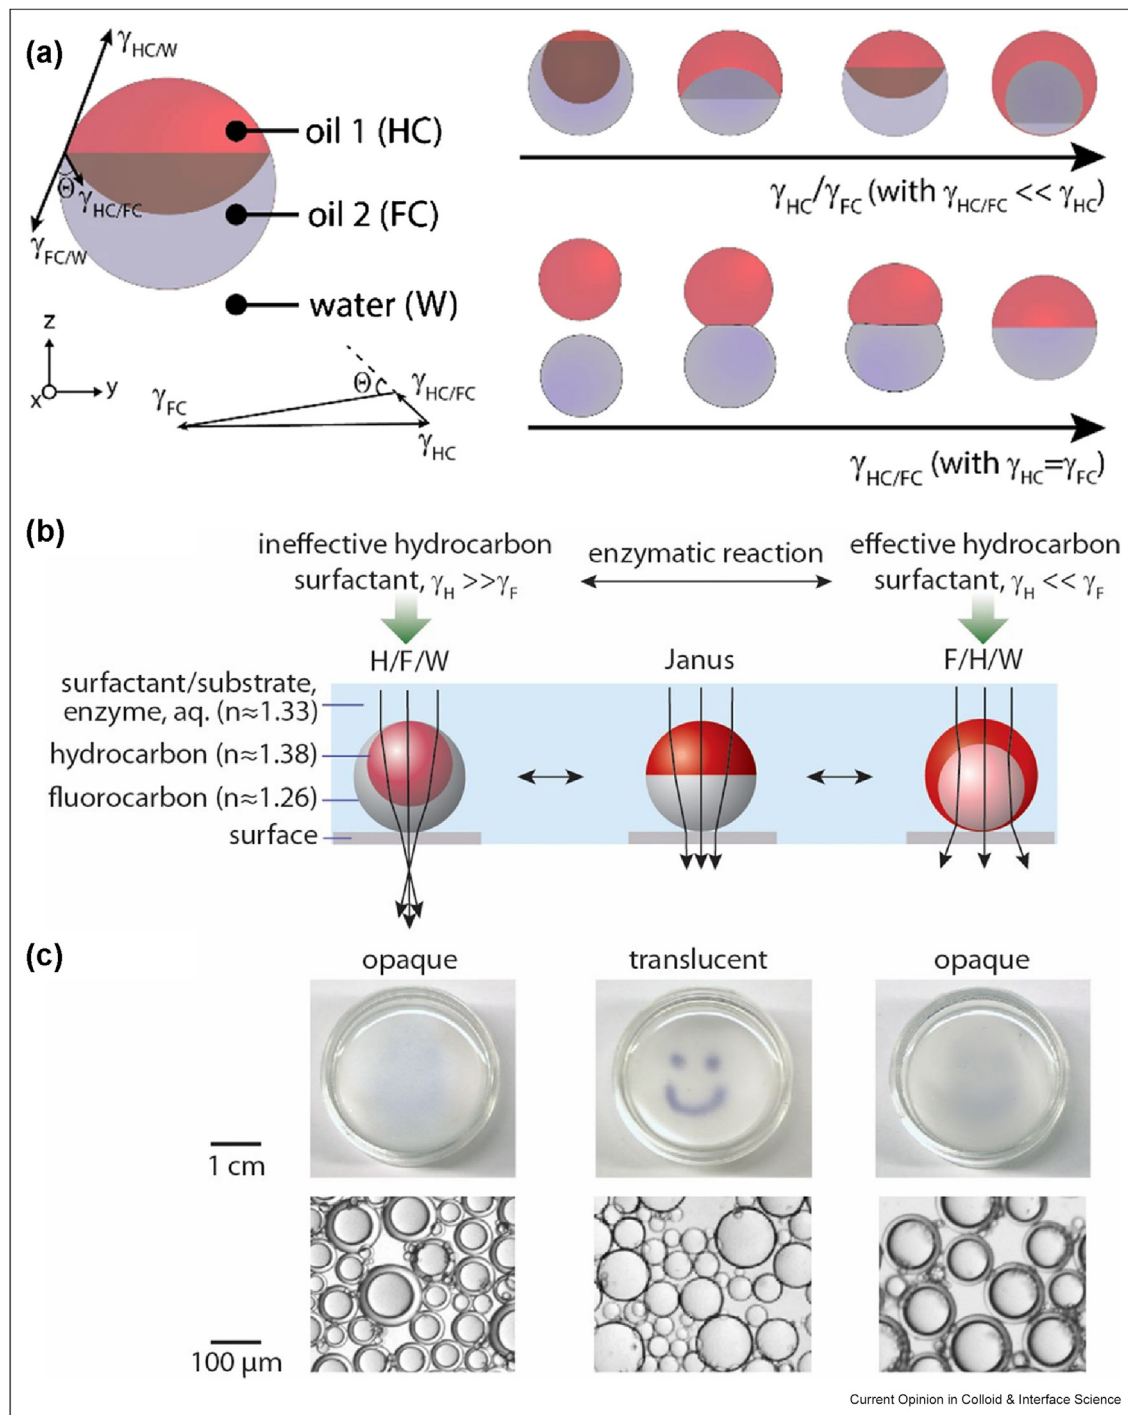 (a)
γHC/W
oil 1 (HC)
Θ
γHC/FC
oil 2 (FC)
γFC/W
water (W)
z
x
y
Θ
γHC/FC
γFC
γHC
γHC/γFC (with γHC/FC << γHC)
γHC/FC (with γHC=γFC)
(b)
ineffective hydrocarbon
surfactant, γH >>γF
enzymatic reaction
effective hydrocarbon
surfactant, γH << γF
H/F/W
Janus
F/H/W
surfactant/substrate,
enzyme, aq. (n≈1.33)
hydrocarbon (n≈1.38)
fluorocarbon (n≈1.26)
surface
(c)
opaque
translucent
opaque
1 cm
100 μm
Current Opinion in Colloid & Interface Science